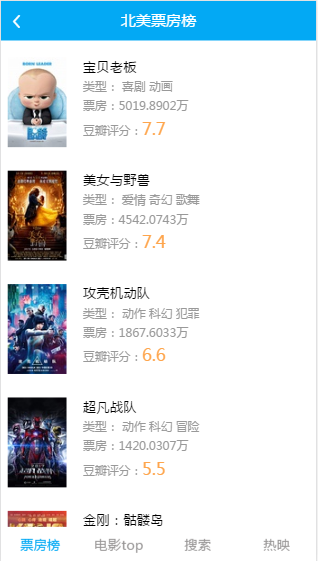 北美票房榜
宝贝老板
类型： 喜剧 动画
票房：5019.8902万
豆瓣评分：7.7
美女与野兽
类型： 爱情 奇幻 歌舞
票房：4542.0743万
豆瓣评分：7.4
攻壳机动队
类型： 动作 科幻 犯罪
票房：1867.6033万
豆瓣评分：6.6
超凡战队
类型： 动作 科幻 冒险
票房：1420.0307万
豆瓣评分：5.5
金刚：骷髅岛
票房榜 电影top 搜索 热映